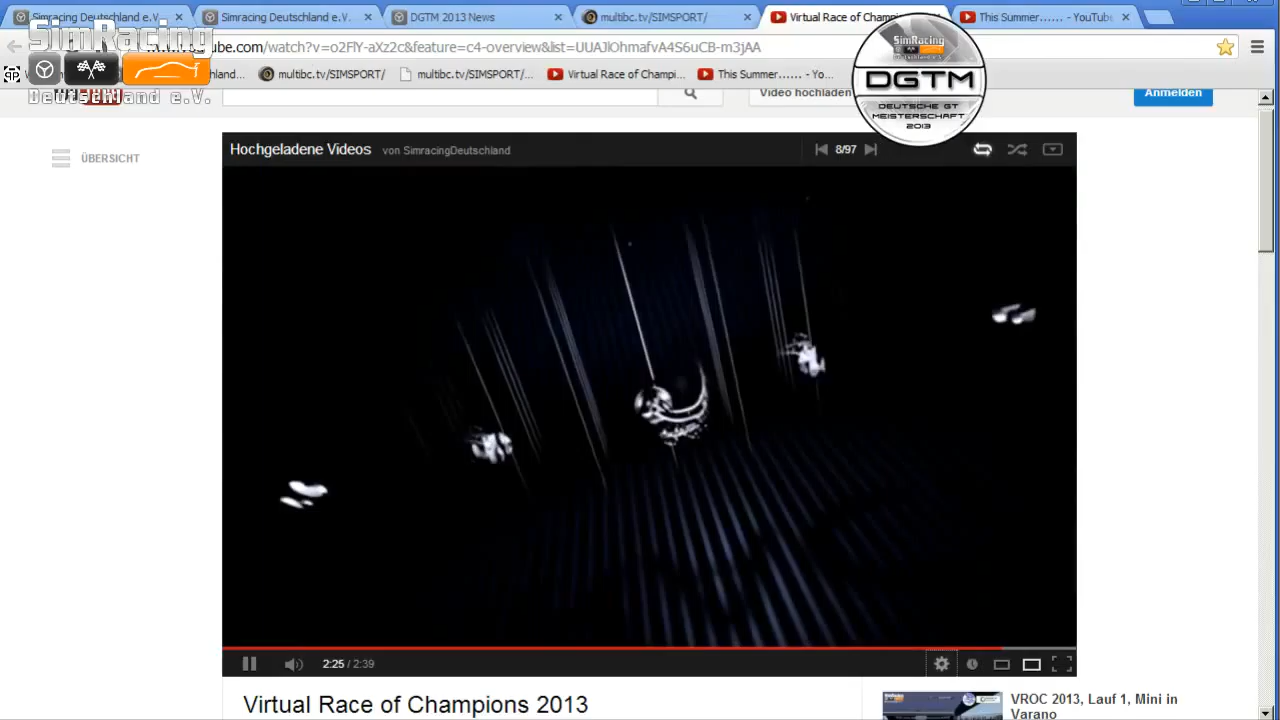 Simracing Deutschland e.V.
Simracing Deutschland e.V.
DGTM 2013 News
multibc.tv/SIMSPORT/
Virtual Race of Champion
This Summer...... - YouTube
SimRacing
Deutschland e.V.
.com/watch?v=o2FlY-aXz2c&feature=c4-overview&list=UUAJlOhmafvA4S6uCB-m3jAA
multibc.tv/SIMSPORT/
multibc.tv/SIMSPORT/...
Virtual Race of Champi...
This Summer...... - Yo...
SimRacing
DGTM
DEUTSCHE GT
MEISTERSCHAFT
2013
Video hochladen
Anmelden
ÜBERSICHT
Hochgeladene Videos von SimracingDeutschland
8/97
2:25 / 2:39
Virtual Race of Champions 2013
VROC 2013, Lauf 1, Mini in
Varano